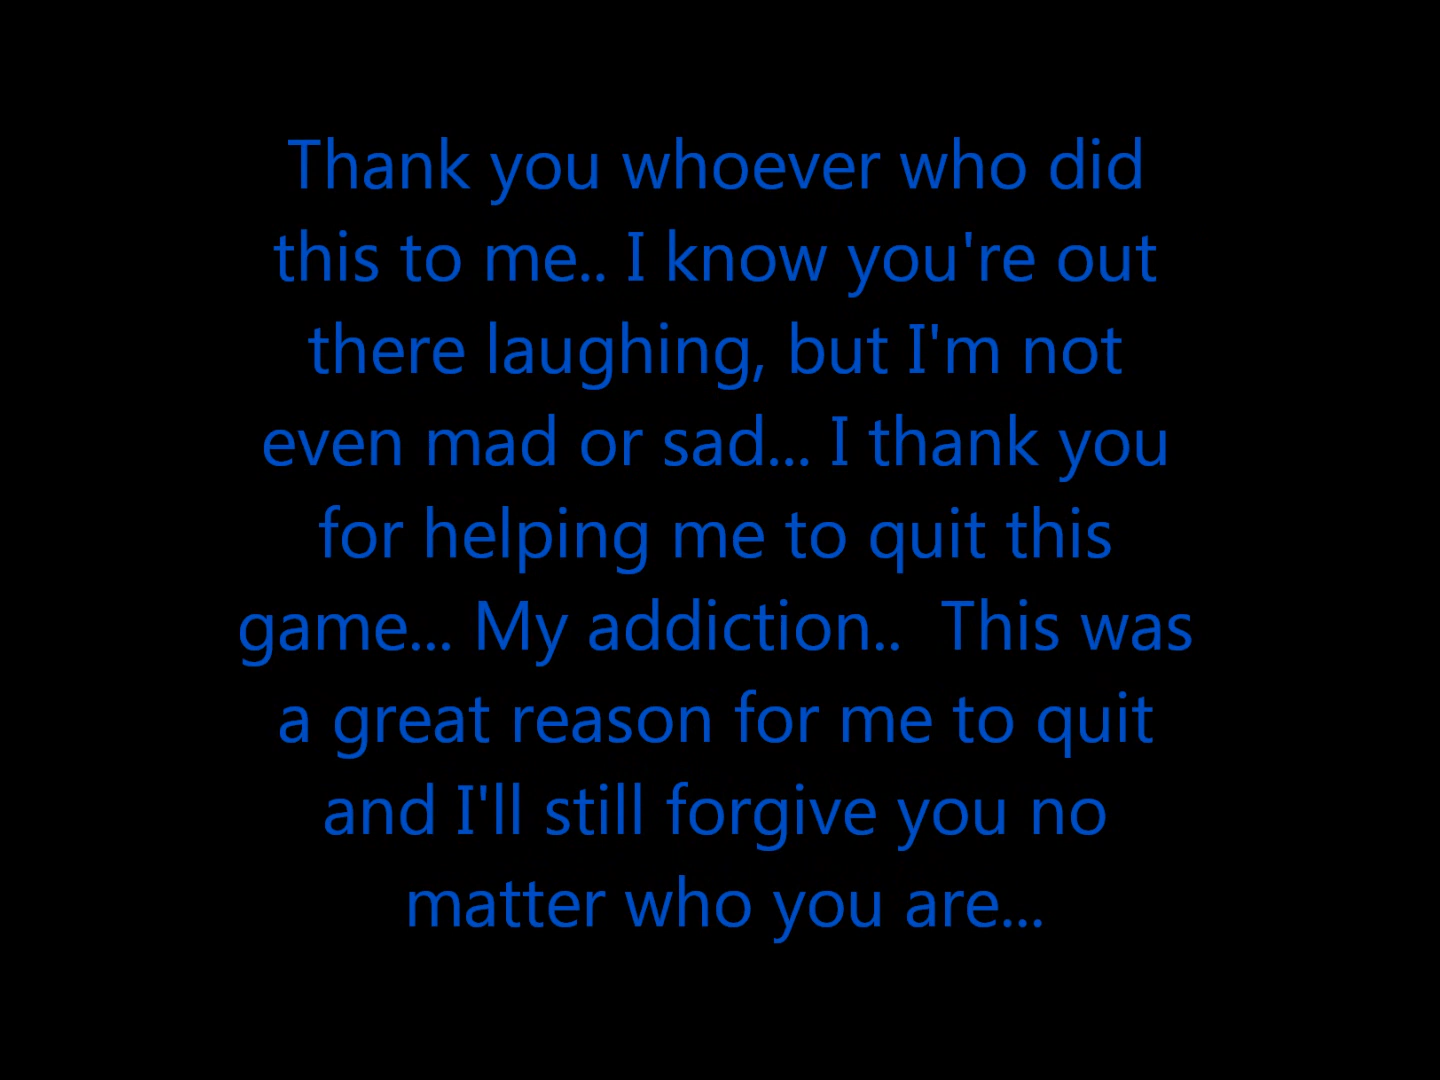 Thank you whoever who did
this to me.. I know you're out
there laughing, but I'm not
even mad or sad... I thank you
for helping me to quit this
game... My addiction..  This was
a great reason for me to quit
and I'll still forgive you no
matter who you are...